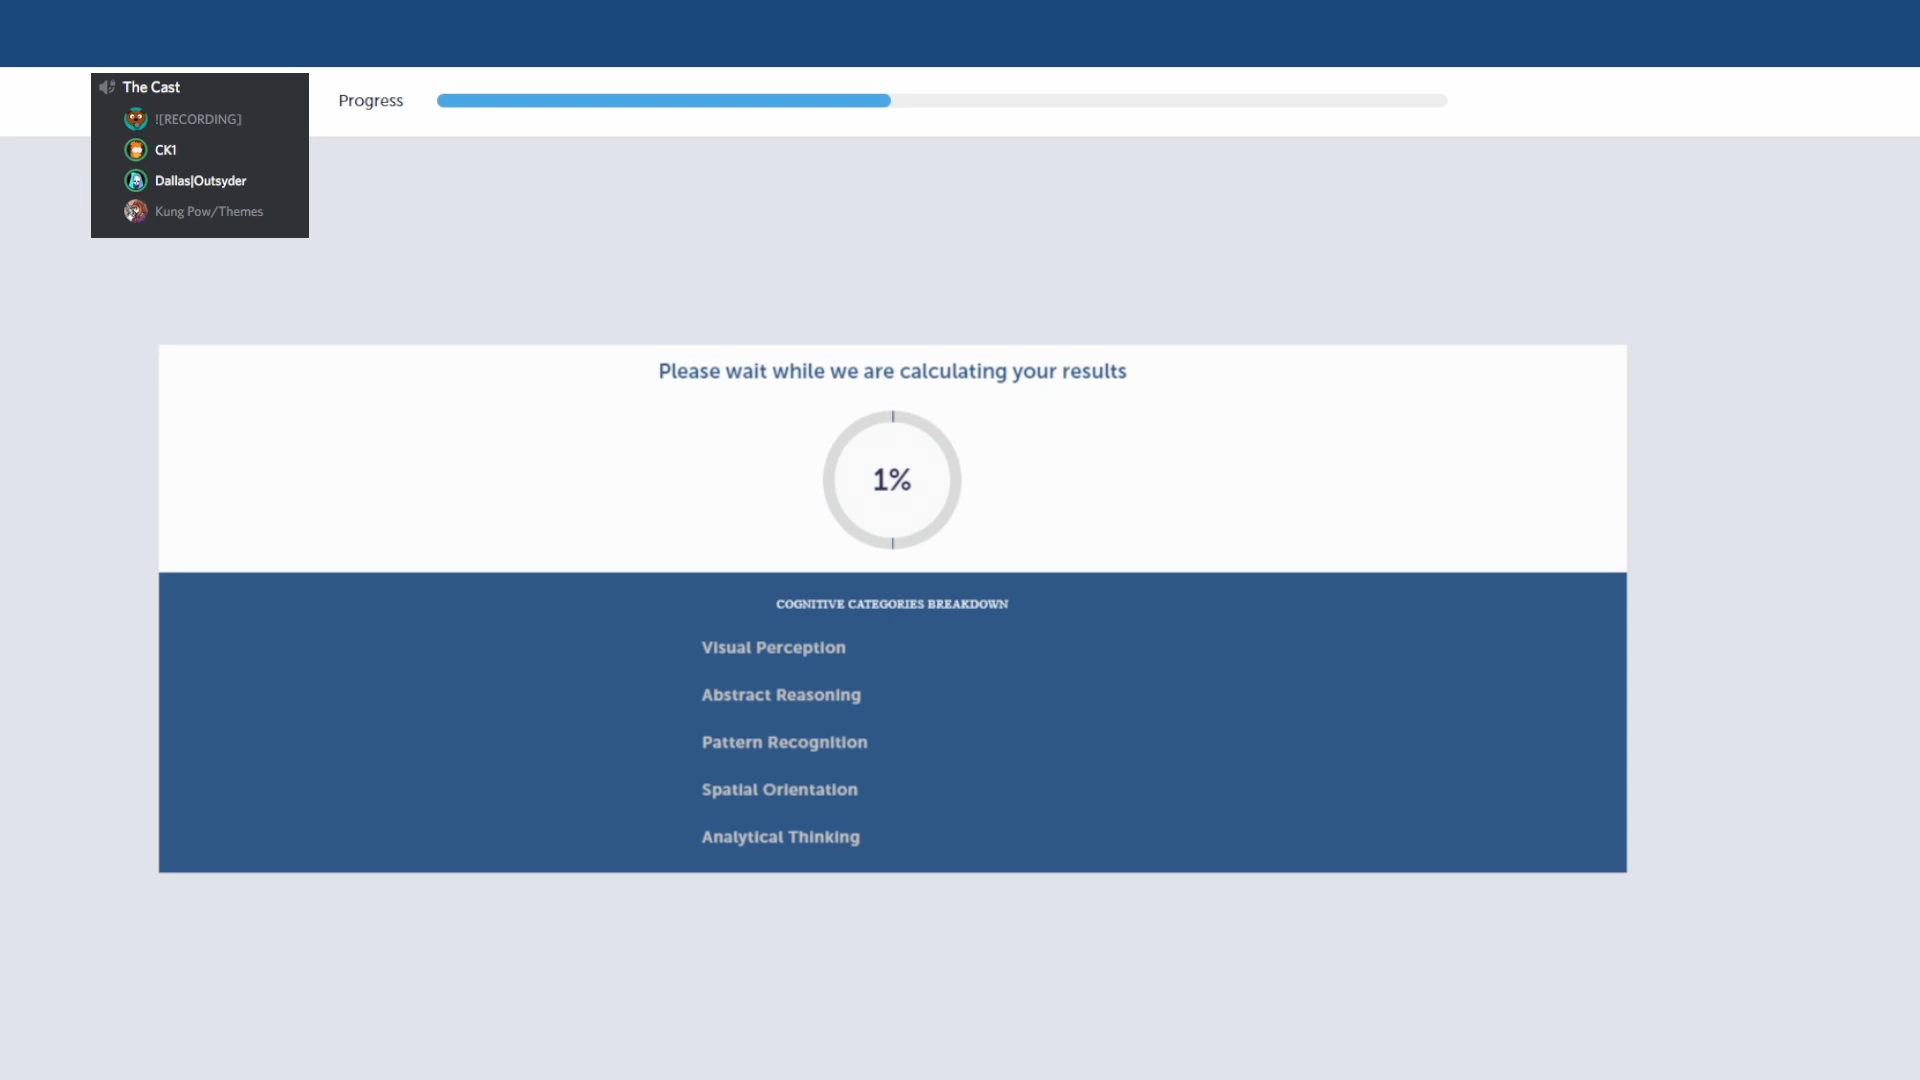 The Cast
![RECORDING]
CK1
Dallas|Outsyder
Kung Pow/Themes
Progress
Please wait while we are calculating your results
1%
COGNITIVE CATEGORIES BREAKDOWN
Visual Perception
Abstract Reasoning
Pattern Recognition
Spatial Orientation
Analytical Thinking